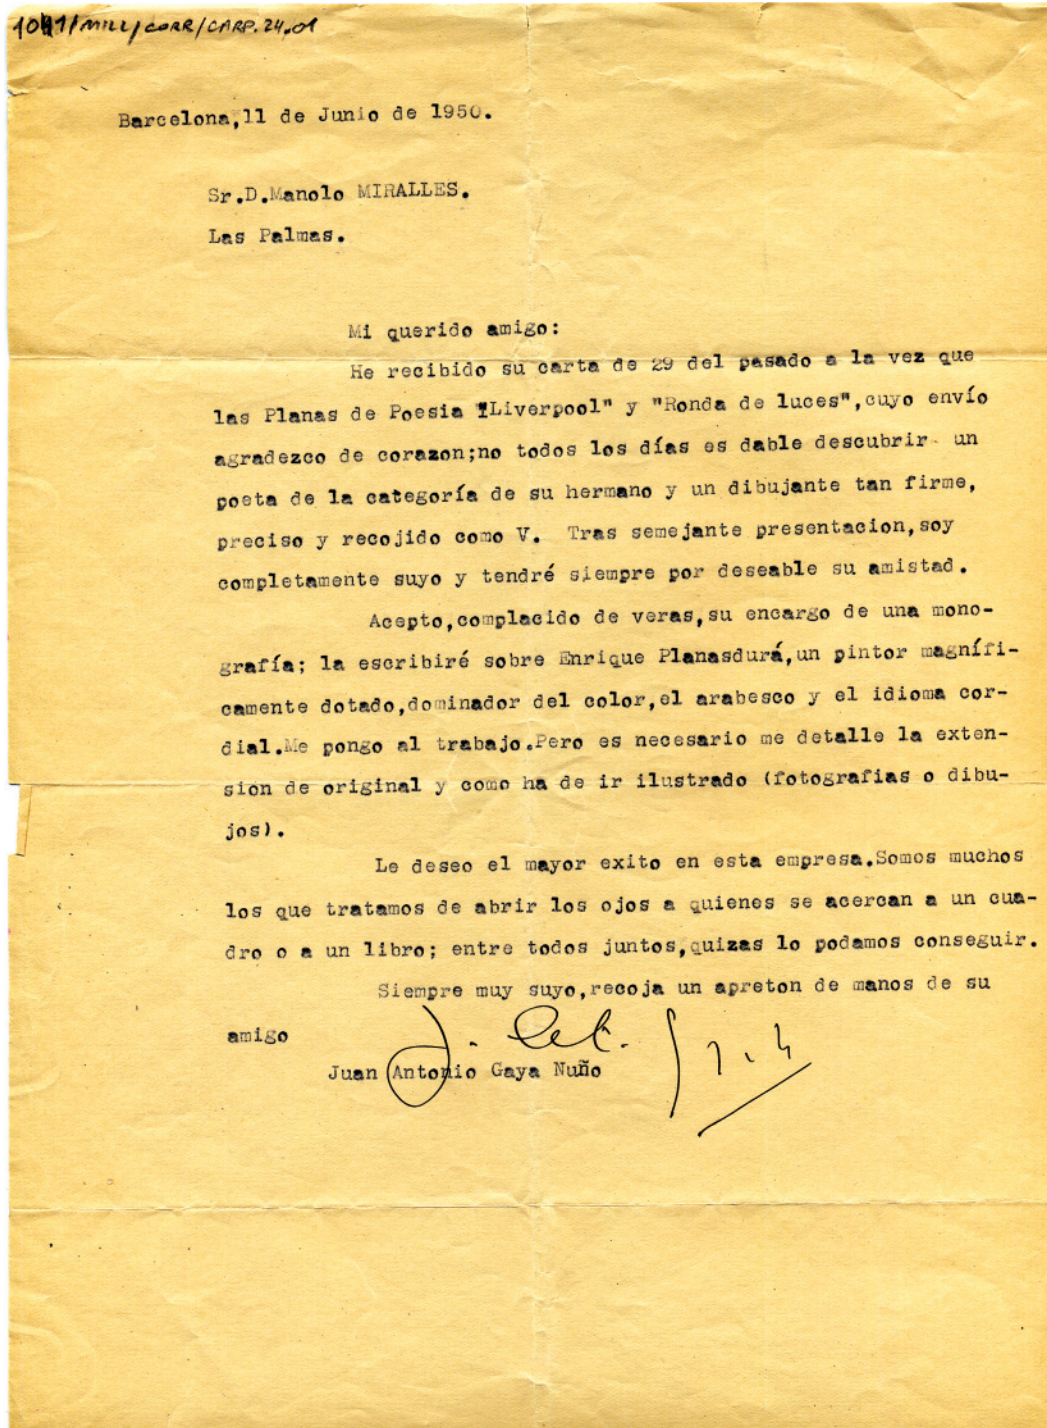 1041/MILL/CORR/CARP.24.01
Barcelona,11 de Junio de 1950.
Sr.D.Manolo MIRALLES.
Las Palmas.
Mi querido amigo:
He recibido su carta de 29 del pasado a la vez que
las Planas de Poesia "Liverpool" y "Ronda de luces",cuyo envío
agradezco de corazon;no todos los días es dable descubrir un
poeta de la categoría de su hermano y un dibujante tan firme,
preciso y recojido como V. Tras semejante presentacion,soy
completamente suyo y tendré siempre por deseable su amistad.
Acepto,complacido de veras,su encargo de una mono-
grafía; la escribiré sobre Enrique Planasdurá,un pintor magnífi-
camente dotado,dominador del color,el arabesco y el idioma cor-
dial.Me pongo al trabajo.Pero es necesario me detalle la exten-
sion de original y como ha de ir ilustrado (fotografias o dibu-
jos).
Le deseo el mayor exito en esta empresa.Somos muchos
los que tratamos de abrir los ojos a quienes se acercan a un cua-
dro o a un libro; entre todos juntos,quizas lo podamos conseguir.
Siempre muy suyo,recoja un apreton de manos de su
amigo
Juan Antonio Gaya Nuño